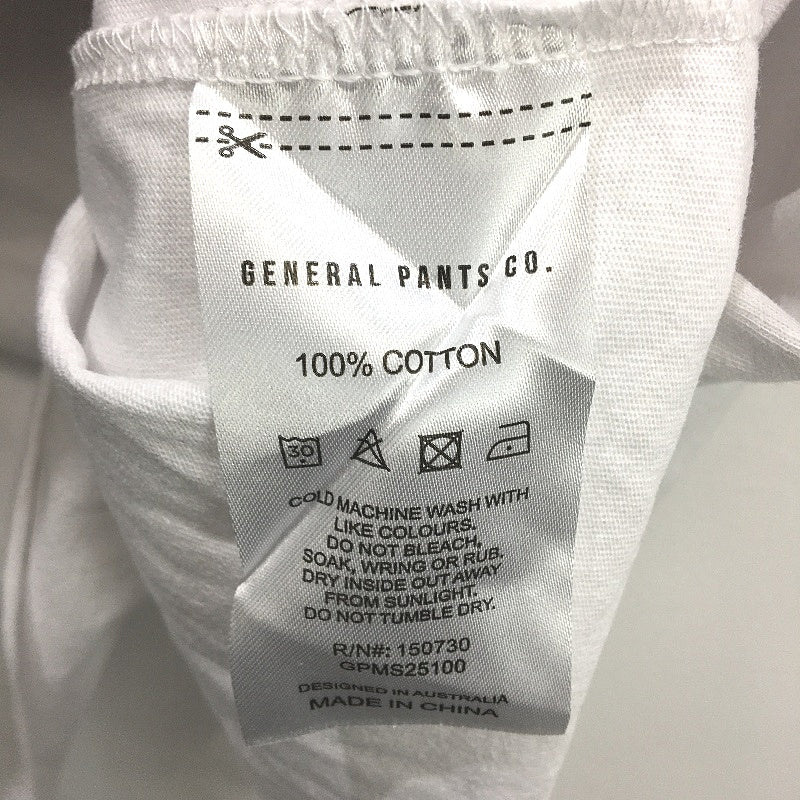 GENERAL PANTS CO.
100% COTTON
30
COLD MACHINE WASH WITH
LIKE COLOURS.
DO NOT BLEACH,
SOAK, WRING OR RUB.
DRY INSIDE OUT AWAY
FROM SUNLIGHT.
DO NOT TUMBLE DRY.
R/N#: 150730
GPMS25100
DESIGNED IN AUSTRALIA
MADE IN CHINA